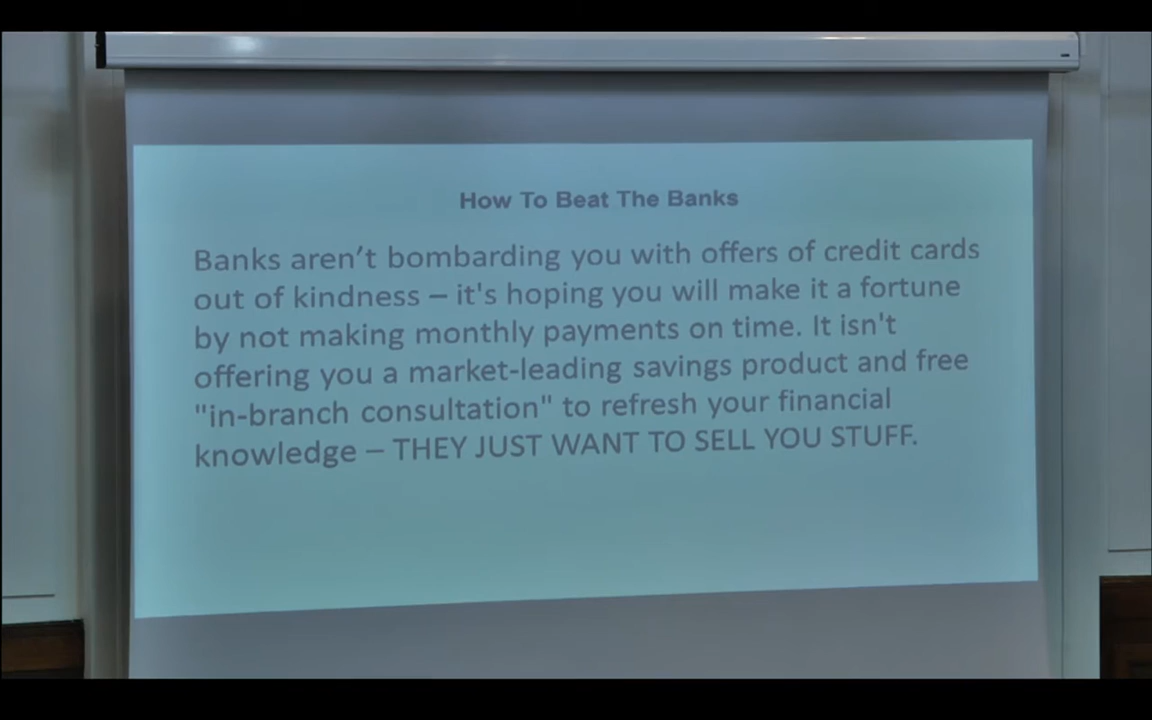 How To Beat The Banks
Banks aren’t bombarding you with offers of credit cards
out of kindness – it's hoping you will make it a fortune
by not making monthly payments on time. It isn't
offering you a market-leading savings product and free
"in-branch consultation" to refresh your financial
knowledge – THEY JUST WANT TO SELL YOU STUFF.